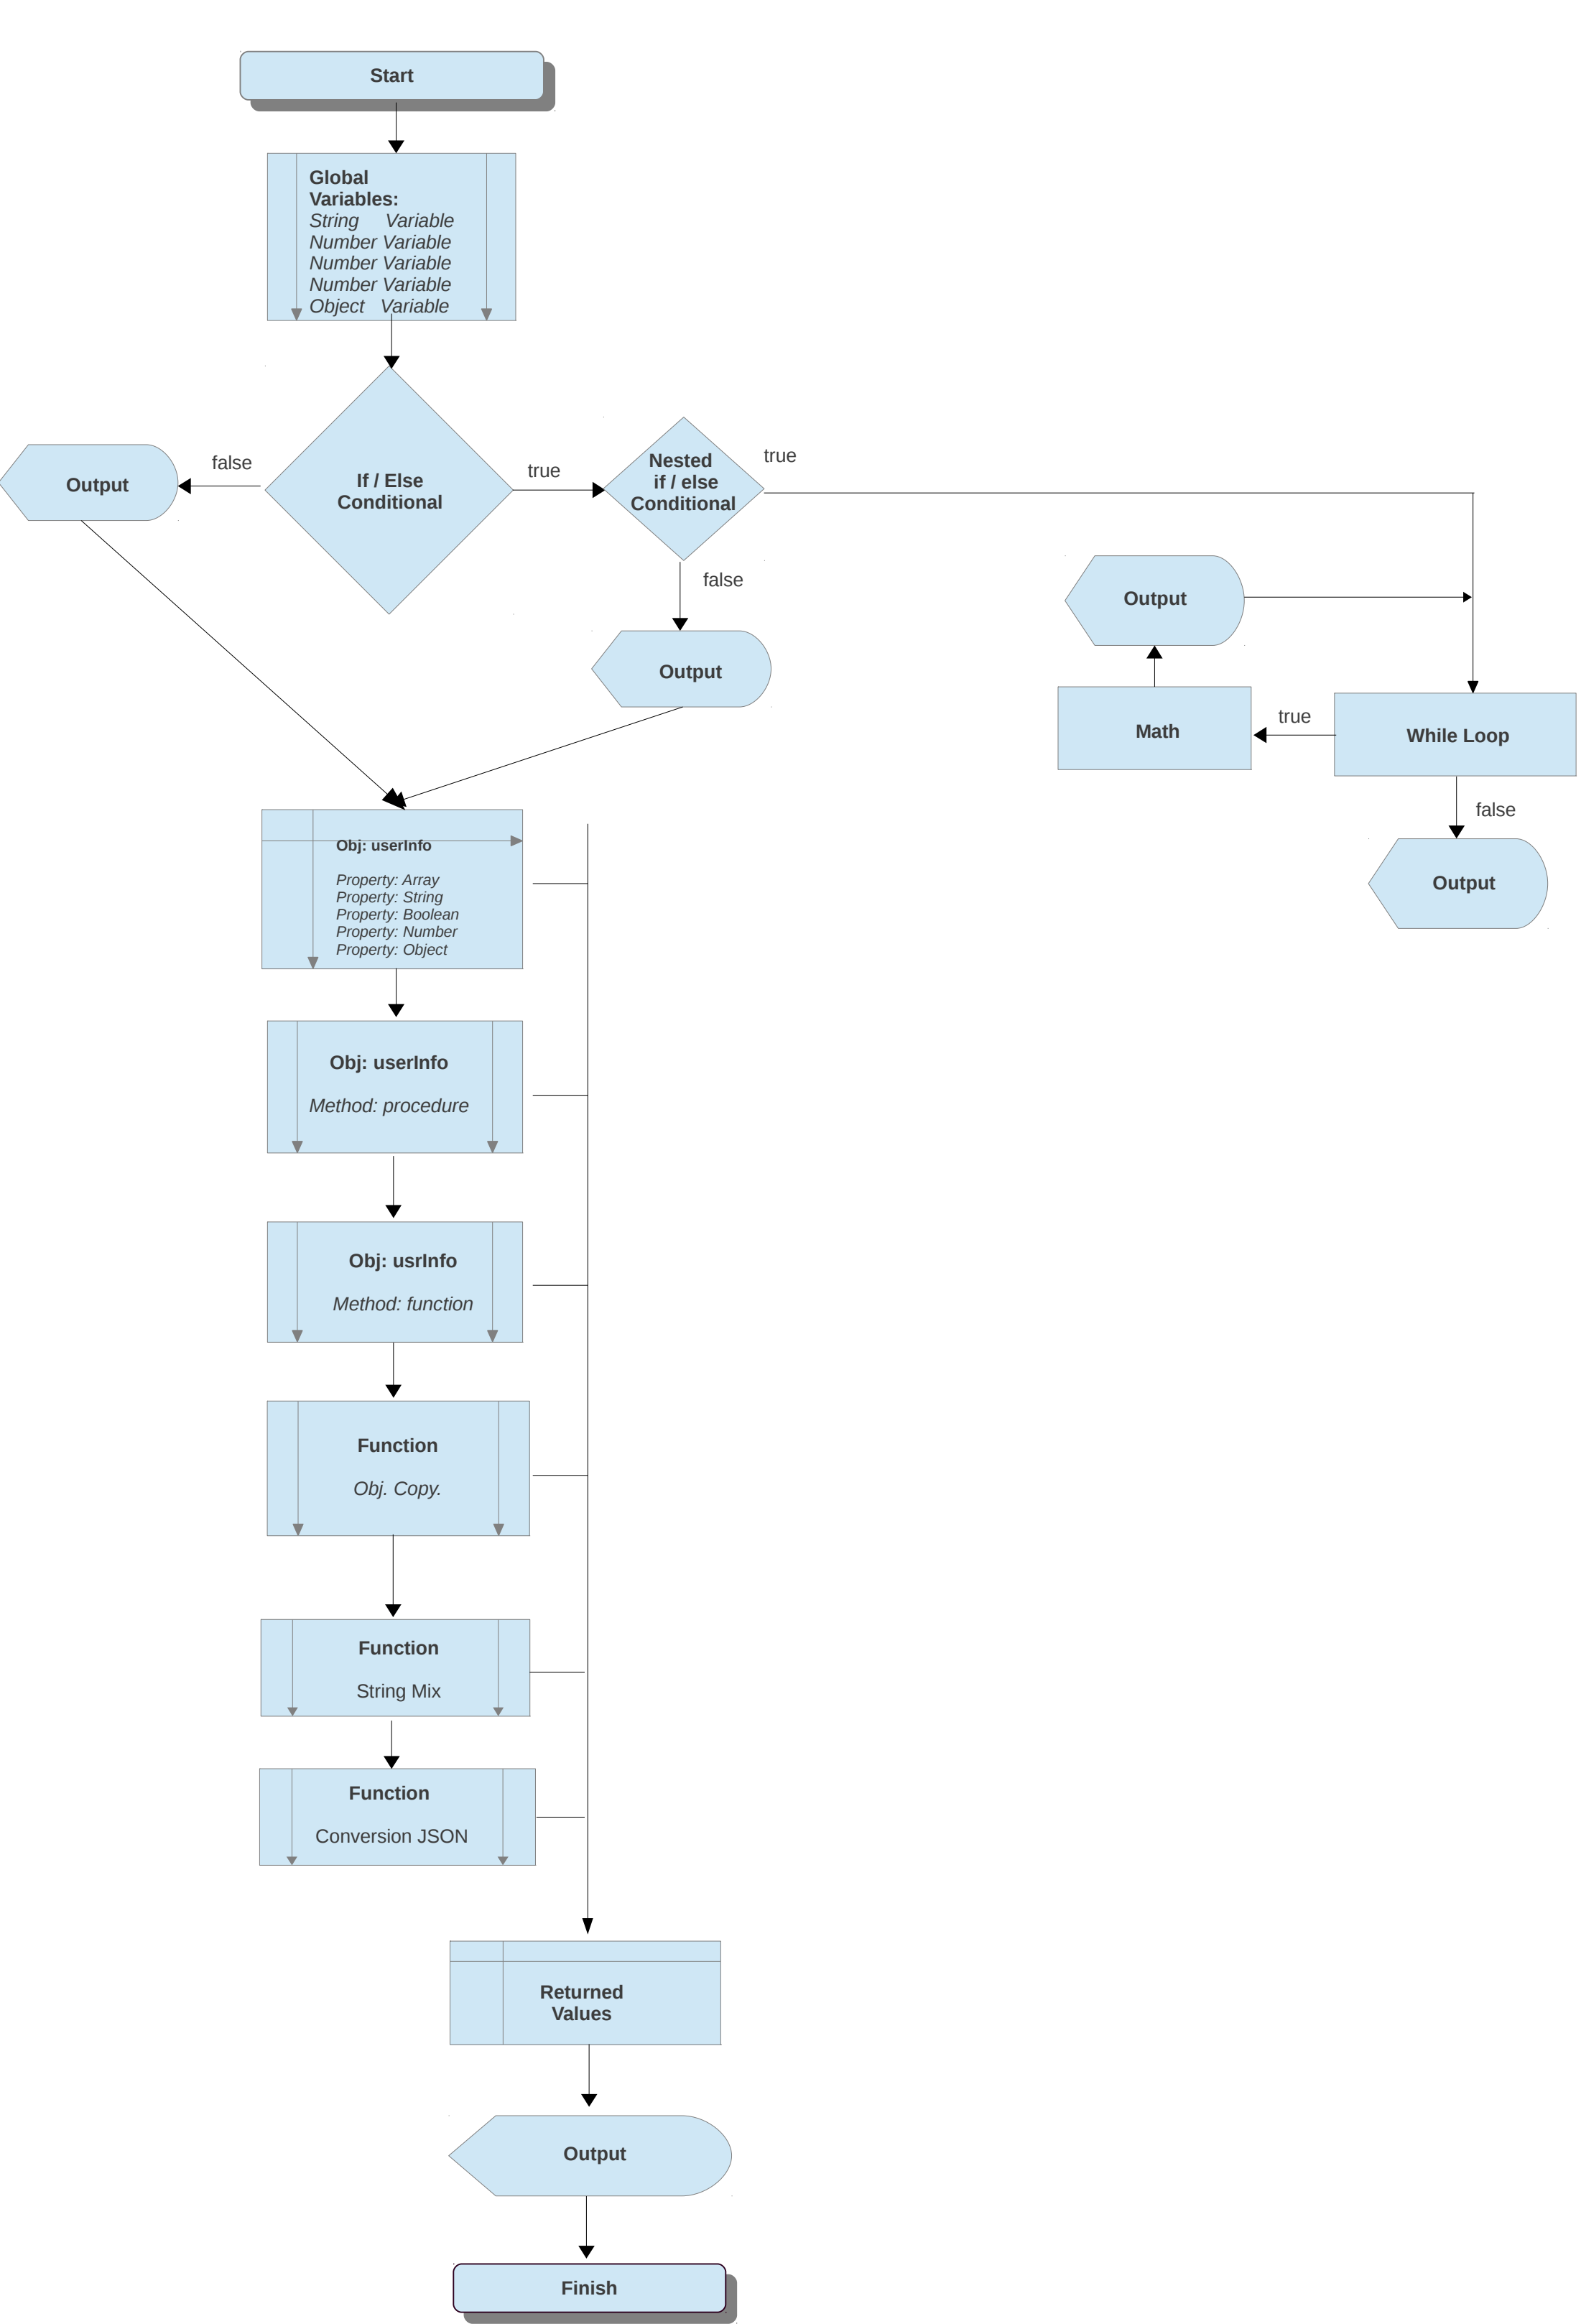 Start
Global
Variables:
String Variable
Number Variable
Number Variable
Number Variable
Object Variable
false
Output
If / Else
Conditional
true
Nested
if / else
Conditional
true
false
Output
Output
Math
true
While Loop
false
Output
Obj: userInfo
Property: Array
Property: String
Property: Boolean
Property: Number
Property: Object
Obj: userInfo
Method: procedure
Obj: usrInfo
Method: function
Function
Obj. Copy.
Function
String Mix
Function
Conversion JSON
Returned
Values
Output
Finish